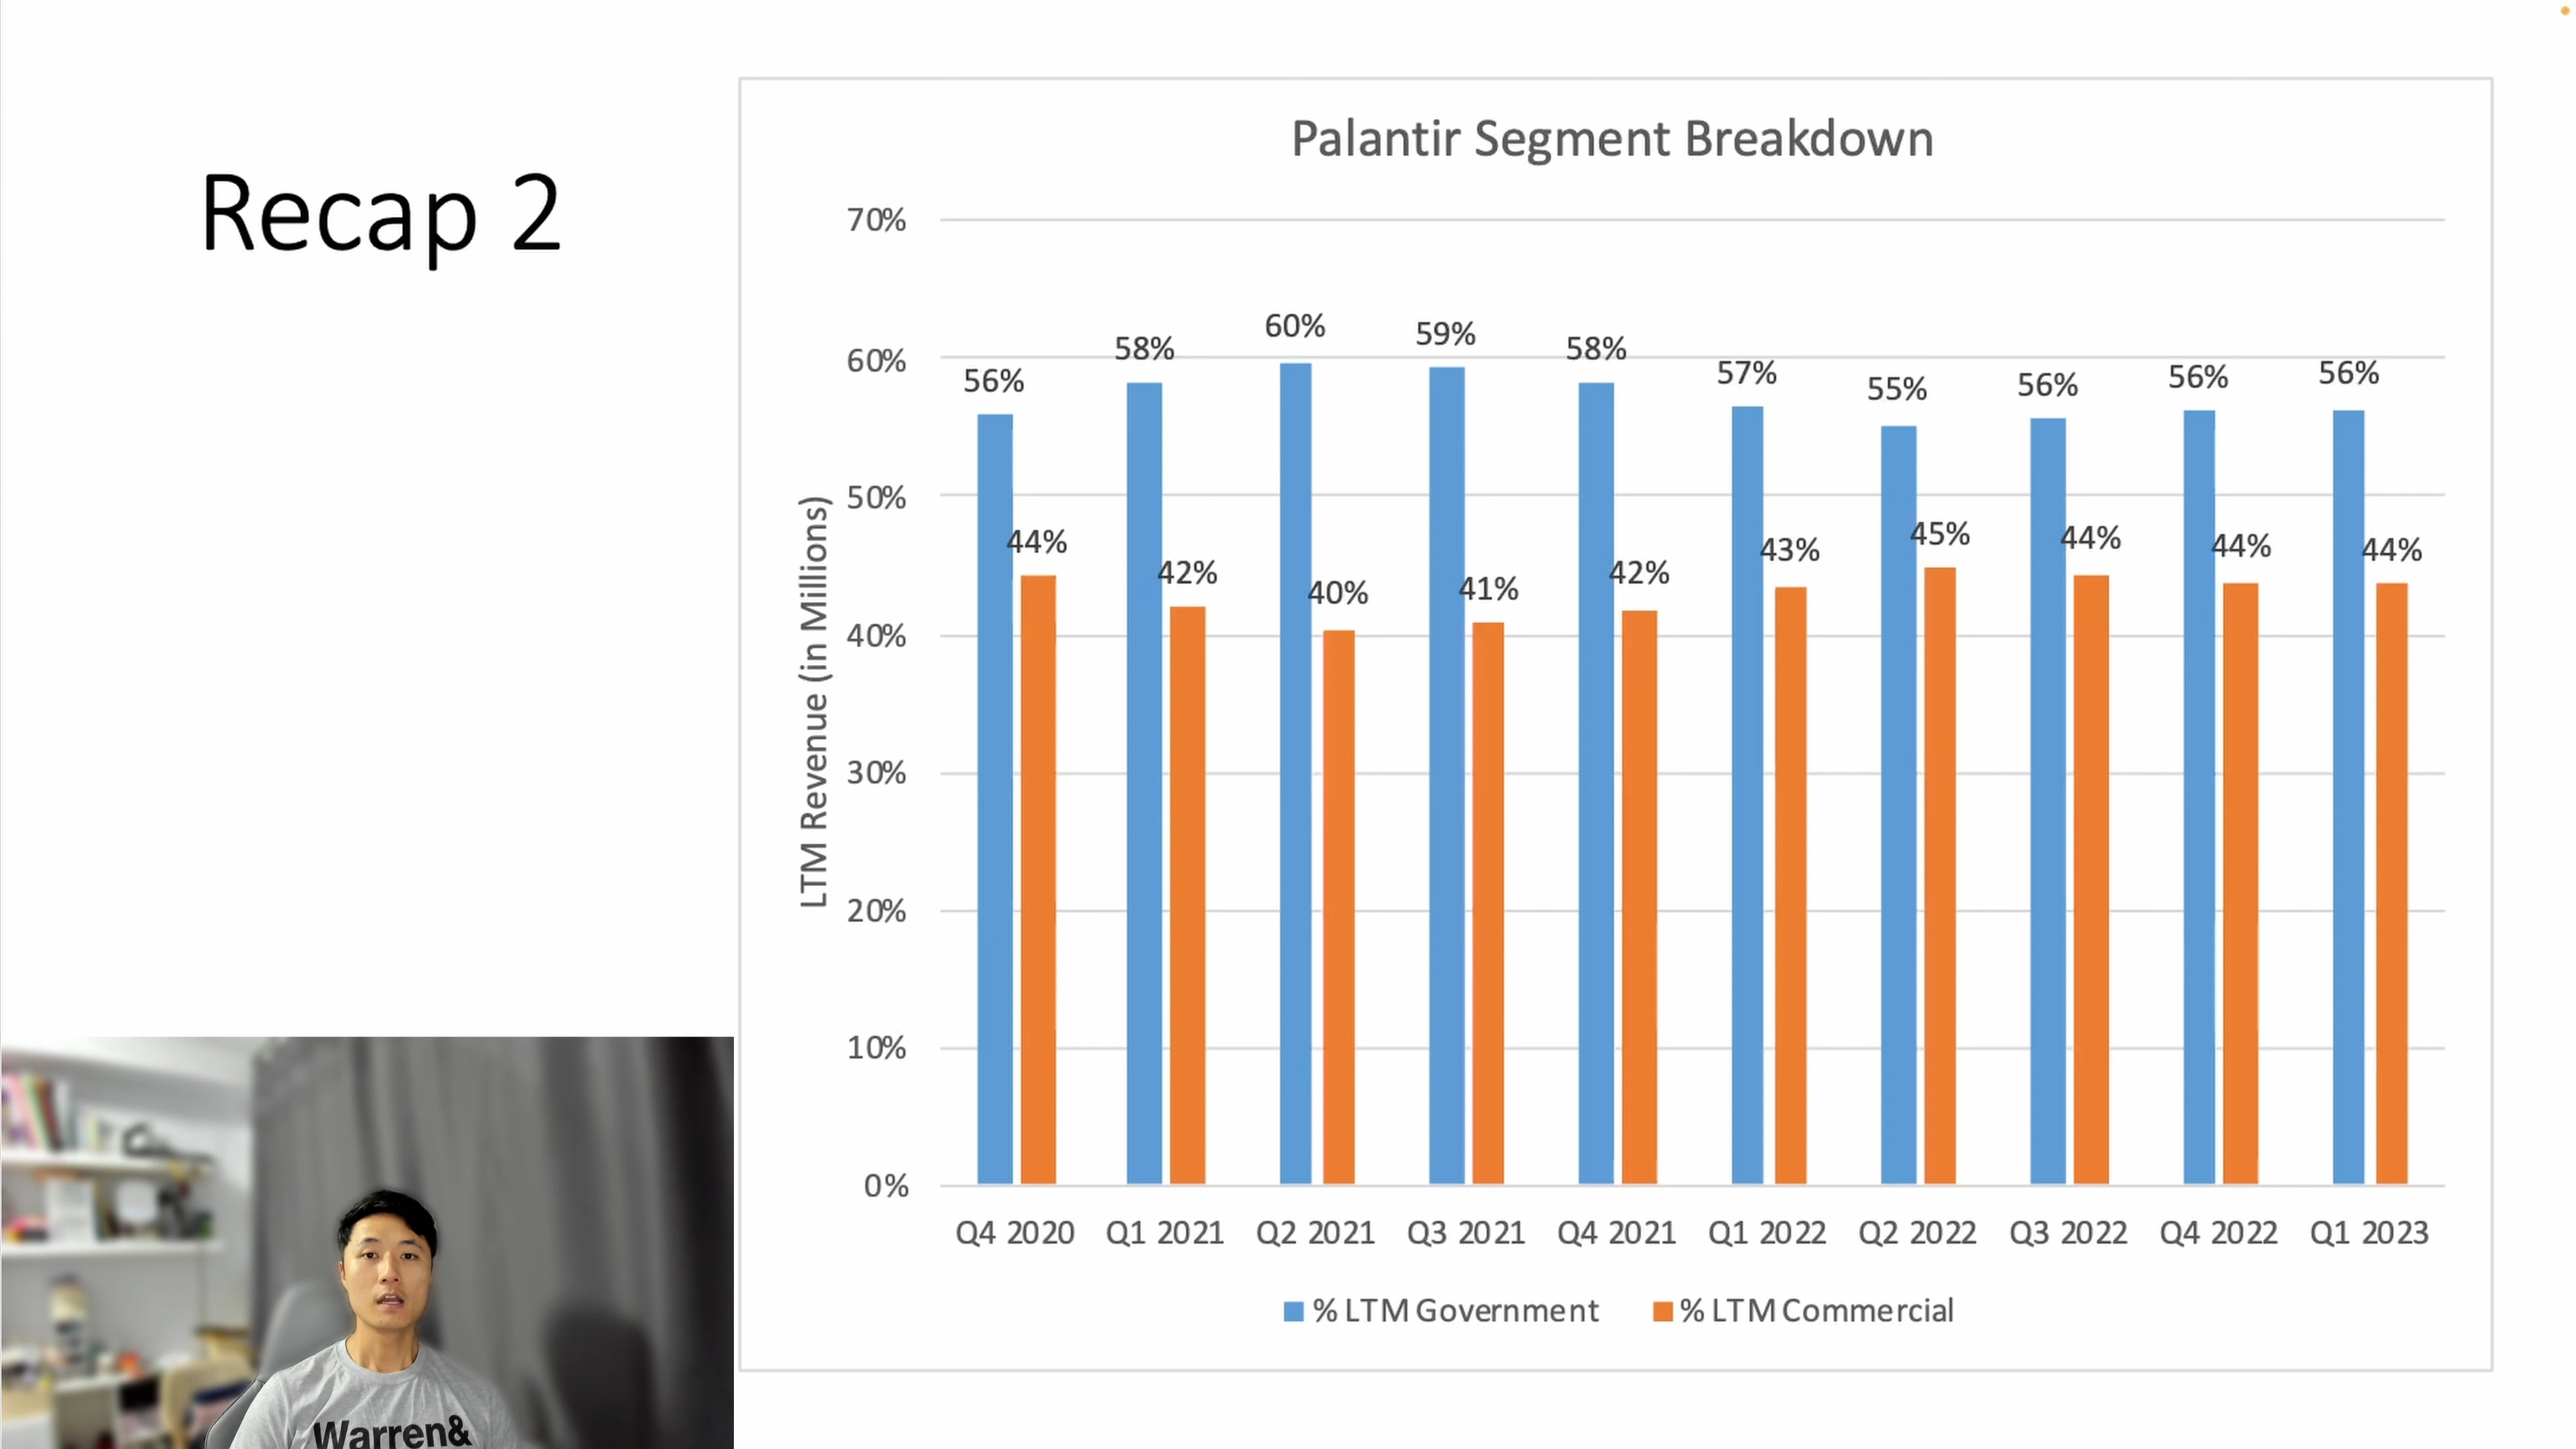 Recap 2
Palantir Segment Breakdown
LTM Revenue (in Millions)
70%
60%
50%
40%
30%
20%
10%
0%
56% 58% 60% 59% 58% 57% 55% 56% 56% 56%
44% 42% 40% 41% 42% 43% 45% 44% 44% 44%
Q4 2020 Q1 2021 Q2 2021 Q3 2021 Q4 2021 Q1 2022 Q2 2022 Q3 2022 Q4 2022 Q1 2023
% LTM Government % LTM Commercial
Warren&